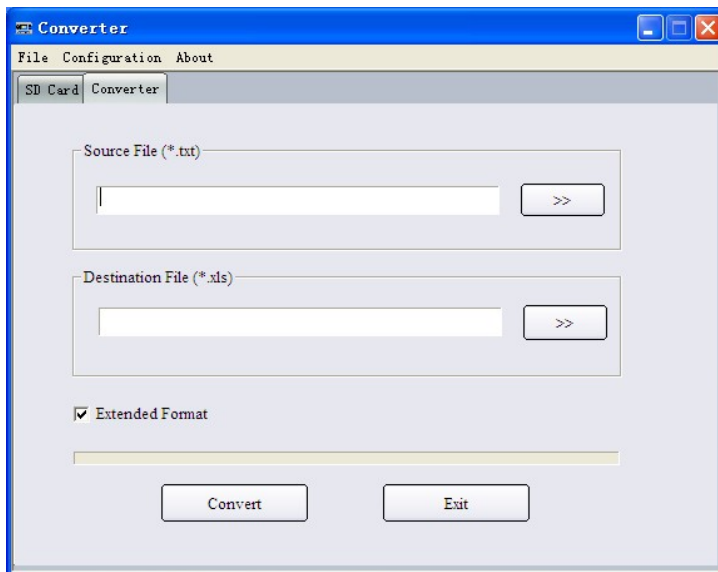 Converter
File Configuration About
SD Card Converter
Source File (*.txt)
>>
Destination File (*.xls)
>>
Extended Format
Convert Exit